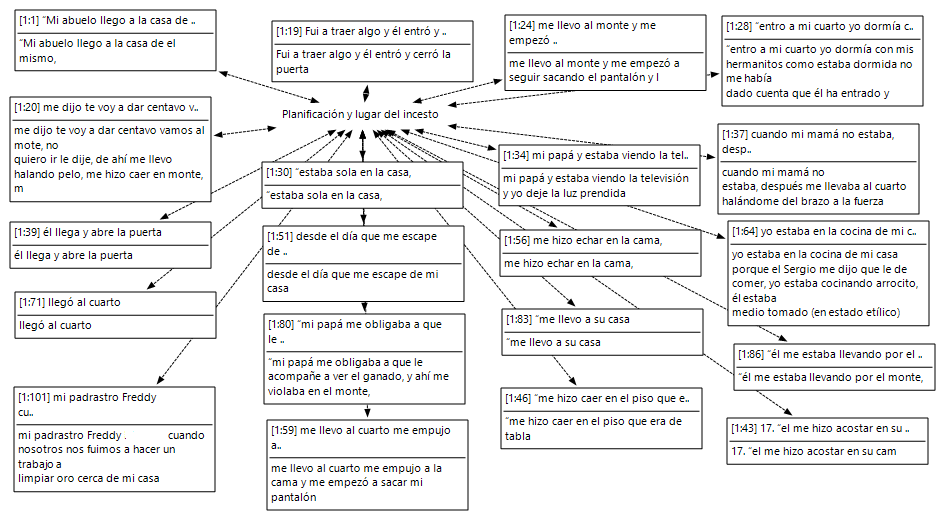 [1:1] “Mi abuelo llego a la casa de ..
“Mi abuelo llego a la casa de el
mismo,
[1:19] Fui a traer algo y él entró y ..
Fui a traer algo y él entró y cerró la
puerta
[1:24] me llevo al monte y me
empezó ..
me llevo al monte y me empezó a
seguir sacando el pantalón y l
[1:28] “entro a mi cuarto yo dormía c..
“entro a mi cuarto yo dormía con mis
hermanitos como estaba dormida no
me había
dado cuenta que él ha entrado y
[1:20] me dijo te voy a dar centavo v..
me dijo te voy a dar centavo vamos al
mote, no
quiero ir le dije, de ahí me llevo
halando pelo, me hizo caer en monte,
m
Planificación y lugar del incesto
[1:30] “estaba sola en la casa,
“estaba sola en la casa,
[1:34] mi papá y estaba viendo la tel..
mi papá y estaba viendo la televisión
y yo deje la luz prendida
[1:37] cuando mi mamá no estaba,
desp..
cuando mi mamá no
estaba, después me llevaba al cuarto
halándome del brazo a la fuerza
[1:39] él llega y abre la puerta
él llega y abre la puerta
[1:51] desde el día que me escape
de ..
desde el día que me escape de mi
casa
[1:56] me hizo echar en la cama,
me hizo echar en la cama,
[1:64] yo estaba en la cocina de mi c..
yo estaba en la cocina de mi casa
porque el Sergio me dijo que le de
comer, yo estaba cocinando arrocito,
él estaba
medio tomado (en estado etílico)
[1:71] llegó al cuarto
llegó al cuarto
[1:80] “mi papá me obligaba a que
le ..
“mi papá me obligaba a que le
acompañe a ver el ganado, y ahí me
violaba en el monte,
[1:83] “me llevo a su casa
“me llevo a su casa
[1:86] “él me estaba llevando por el ..
“él me estaba llevando por el monte,
[1:101] mi padrastro Freddy
cu..
mi padrastro Freddy . cuando
nosotros nos fuimos a hacer un
trabajo a
limpiar oro cerca de mi casa
[1:59] me llevo al cuarto me empujo
a..
me llevo al cuarto me empujo a la
cama y me empezó a sacar mi
pantalón
[1:46] “me hizo caer en el piso que e..
“me hizo caer en el piso que era de
tabla
[1:43] 17. “el me hizo acostar en su ..
17. “el me hizo acostar en su cam